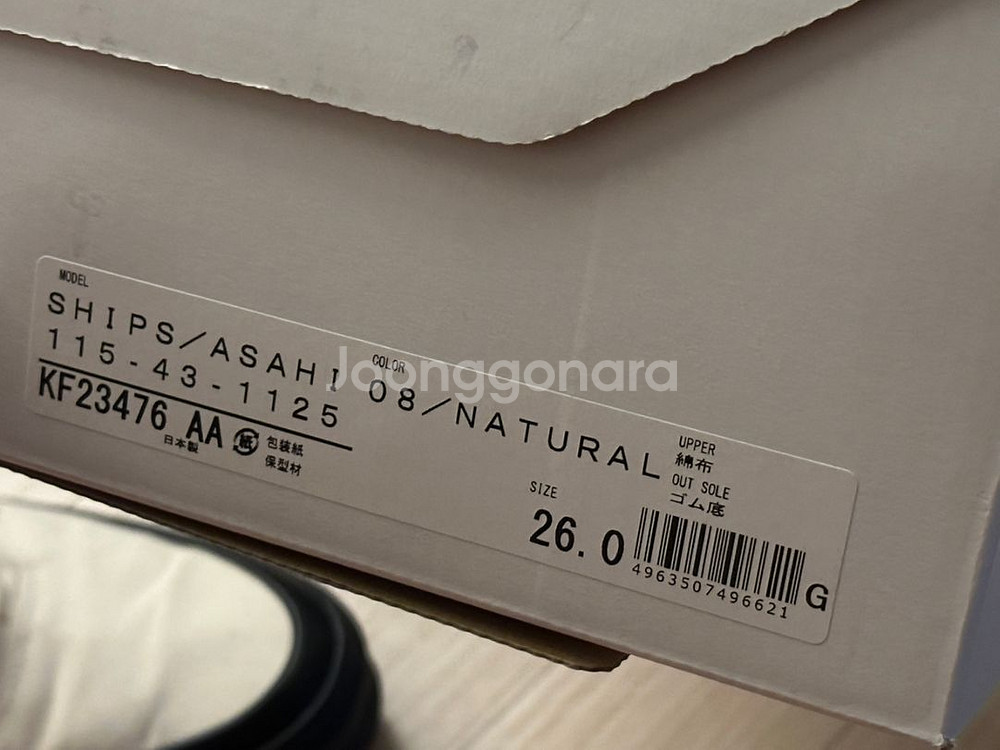 MODEL
SHIPS/ASAHI
115-43-1125
KF23476 AA
日本製
紙
包装紙
保型材
COLOR
08/NATURAL
UPPER
綿布
OUT SOLE
ゴム底
SIZE
26.0
4963507496621
G
Joonggonara